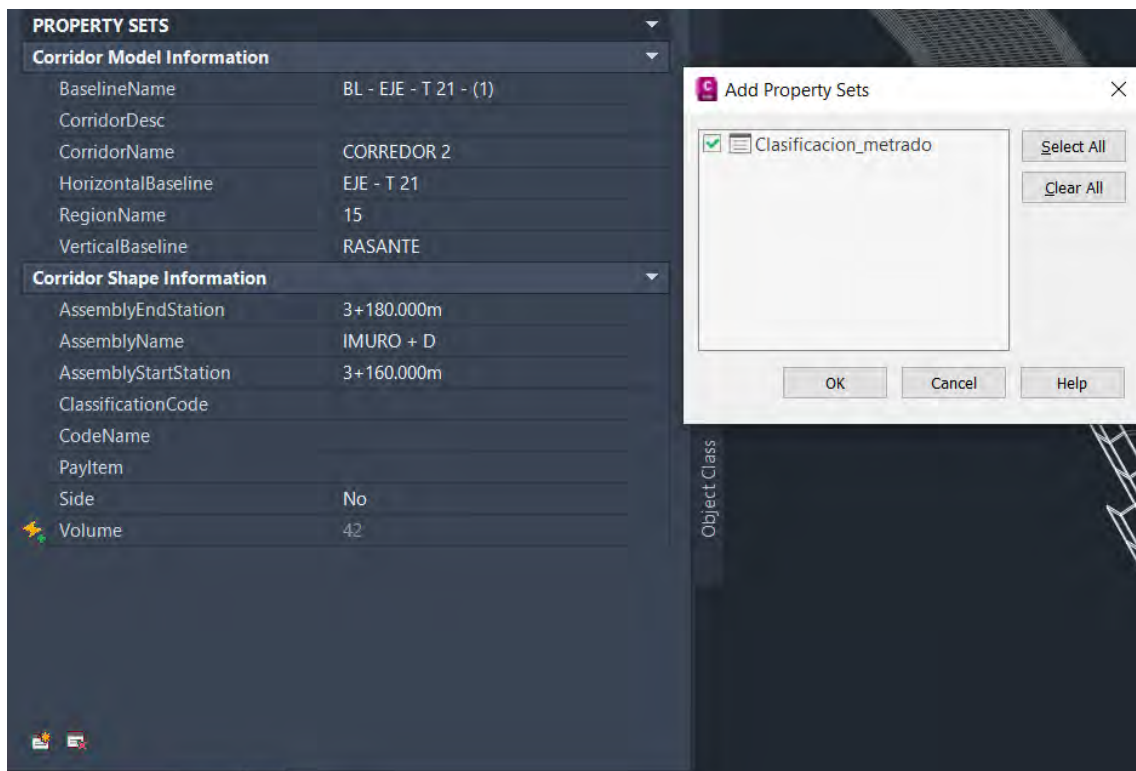 PROPERTY SETS
Corridor Model Information
BaselineName BL - EJE - T 21 - (1)
CorridorDesc
CorridorName CORREDOR 2
HorizontalBaseline EJE - T 21
RegionName 15
VerticalBaseline RASANTE
Corridor Shape Information
AssemblyEndStation 3+180.000m
AssemblyName IMURO + D
AssemblyStartStation 3+160.000m
ClassificationCode
CodeName
PayItem
Side No
Volume 42
Add Property Sets
Clasificacion_metrado
Select All
Clear All
OK Cancel Help
Object Class